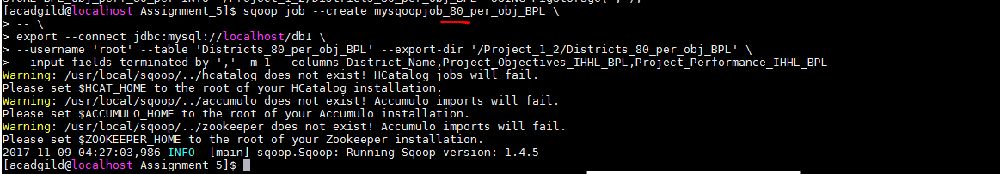 [acadgild@localhost Assignment_5]$ sqoop job --create mysqoopjob_80_per_obj_BPL \
> -- \
> export --connect jdbc:mysql://localhost/db1 \
> --username 'root' --table 'Districts_80_per_obj_BPL' --export-dir '/Project_1_2/Districts_80_per_obj_BPL' \
> --input-fields-terminated-by ',' -m 1 --columns District_Name,Project_Objectives_IHHL_BPL,Project_Performance_IHHL_BPL
Warning: /usr/local/sqoop/../hcatalog does not exist! HCatalog jobs will fail.
Please set $HCAT_HOME to the root of your HCatalog installation.
Warning: /usr/local/sqoop/../accumulo does not exist! Accumulo imports will fail.
Please set $ACCUMULO_HOME to the root of your Accumulo installation.
Warning: /usr/local/sqoop/../zookeeper does not exist! Accumulo imports will fail.
Please set $ZOOKEEPER_HOME to the root of your Zookeeper installation.
2017-11-09 04:27:03,986 INFO  [main] sqoop.Sqoop: Running Sqoop version: 1.4.5
[acadgild@localhost Assignment_5]$